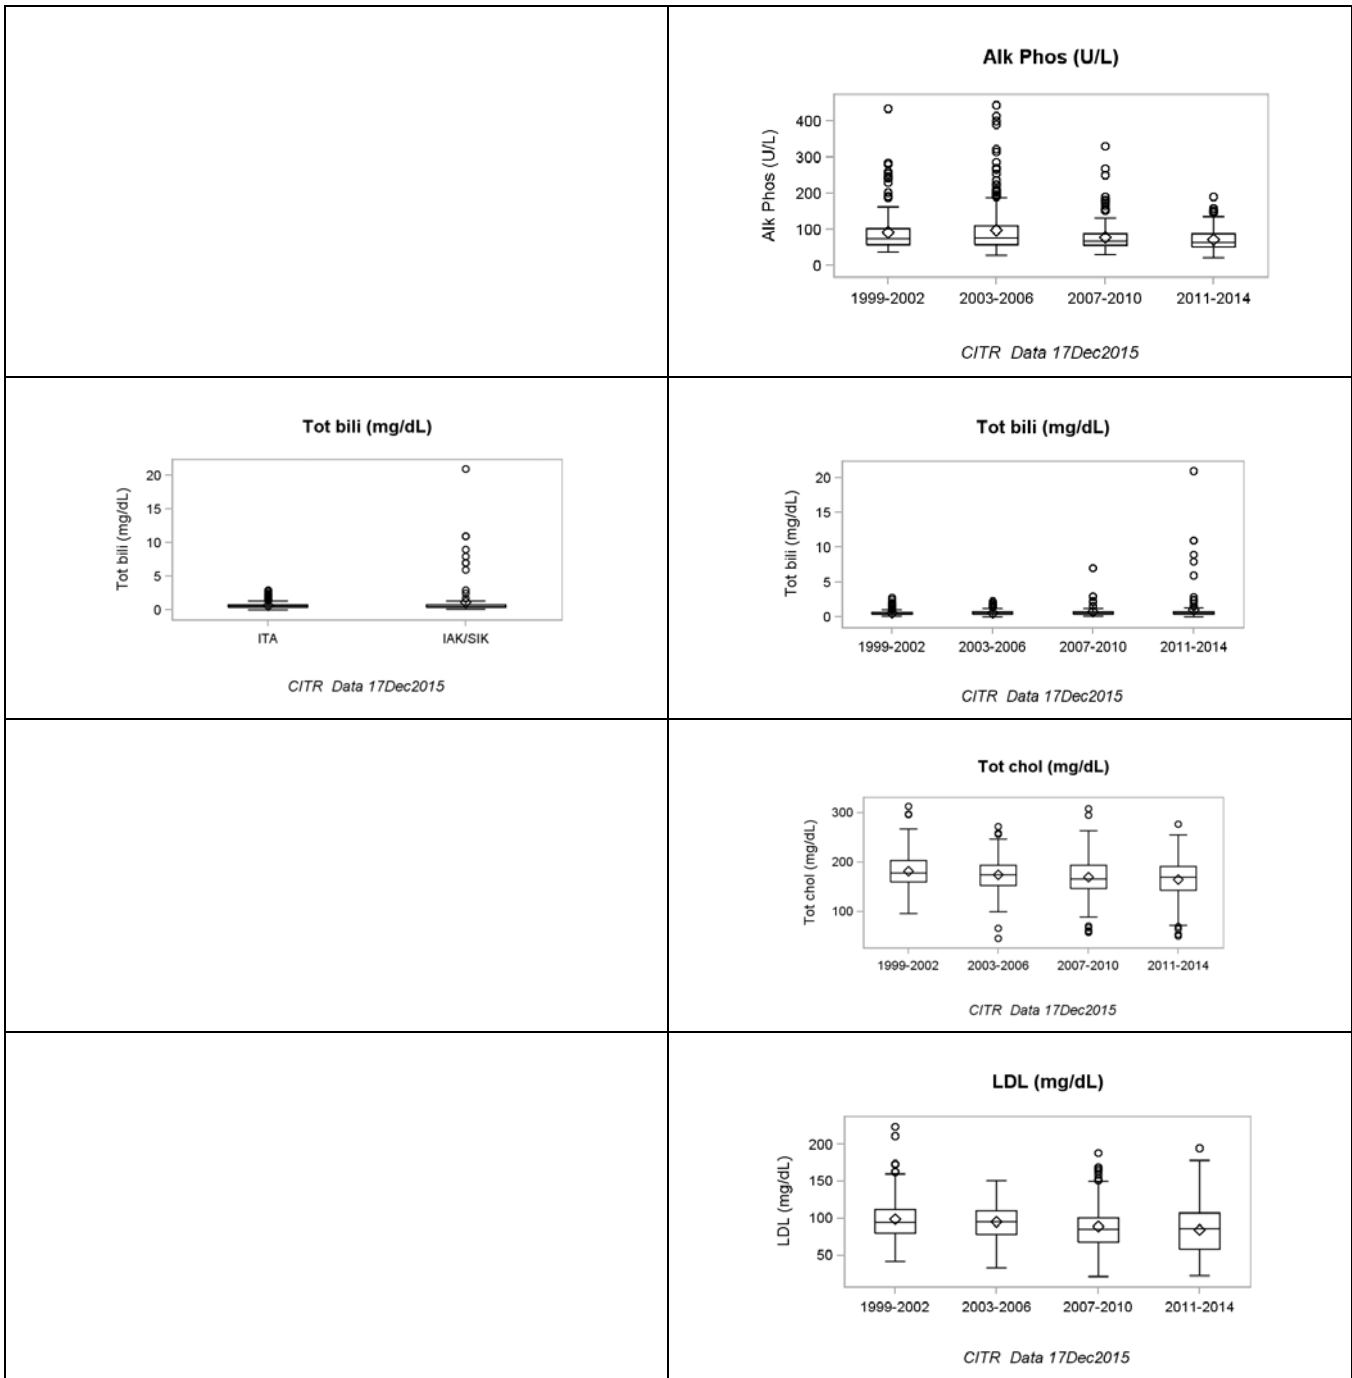 Alk Phos (U/L)
Alk Phos (U/L)
400
300
200
100
0
1999-2002 2003-2006 2007-2010 2011-2014
CITR Data 17Dec2015
Tot bili (mg/dL)
Tot bili (mg/dL)
20
15
10
5
0
ITA IAK/SIK
CITR Data 17Dec2015
Tot bili (mg/dL)
Tot bili (mg/dL)
20
15
10
5
0
1999-2002 2003-2006 2007-2010 2011-2014
CITR Data 17Dec2015
Tot chol (mg/dL)
Tot chol (mg/dL)
300
200
100
1999-2002 2003-2006 2007-2010 2011-2014
CITR Data 17Dec2015
LDL (mg/dL)
LDL (mg/dL)
200
150
100
50
1999-2002 2003-2006 2007-2010 2011-2014
CITR Data 17Dec2015